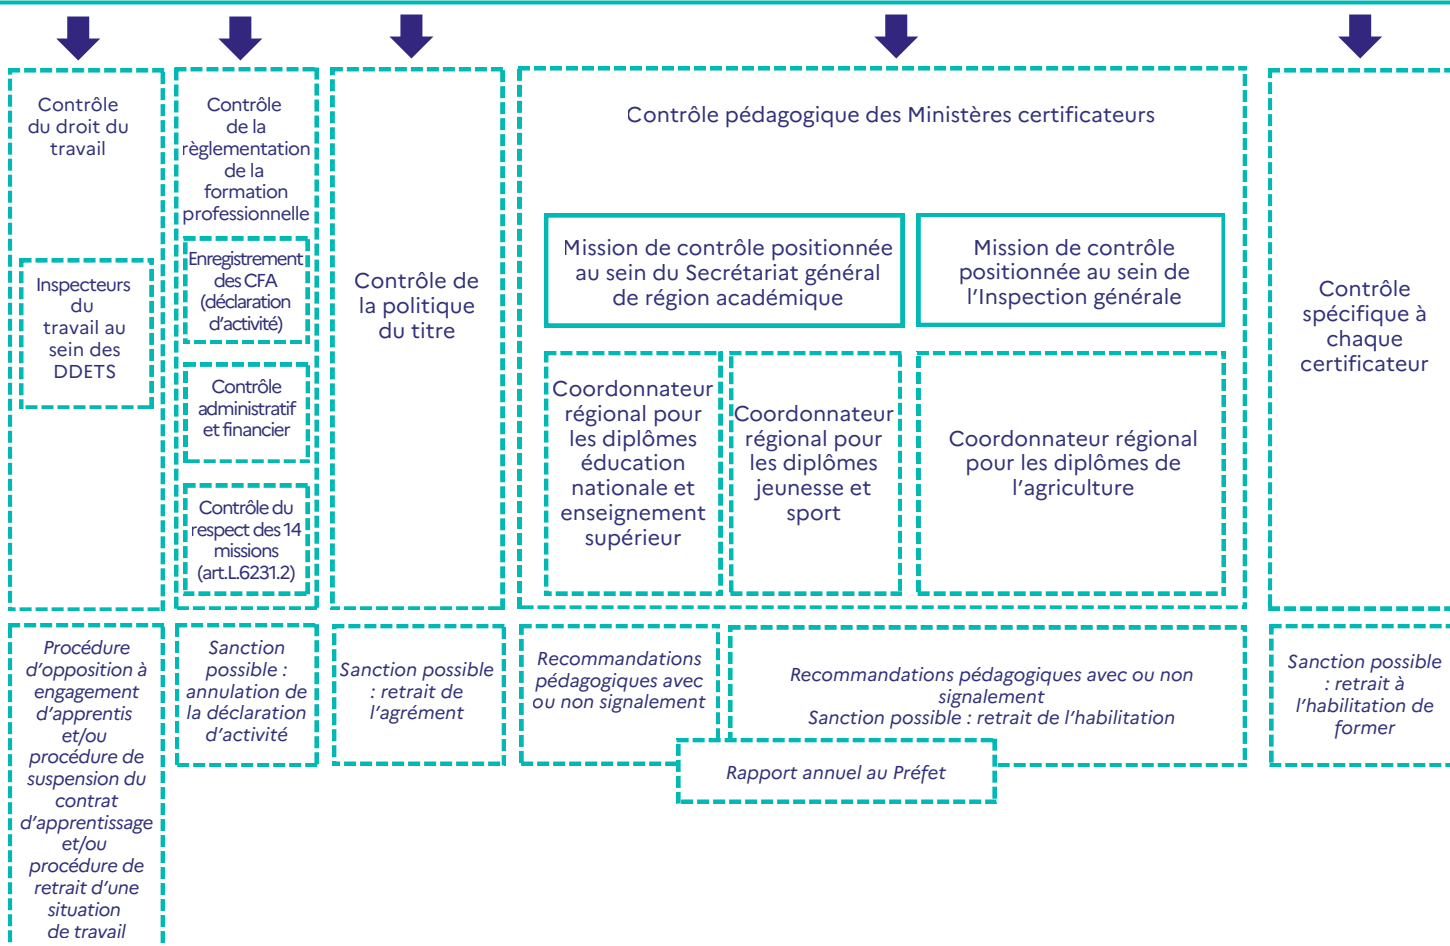 Contrôle
du droit du
travail
Inspecteurs
du
travail au
sein des
DDETS
Procédure
d'opposition à
engagement
d'apprentis
et/ou
procédure de
suspension du
contrat
d'apprentissage
et/ou
procédure de
retrait d'une
situation
de travail
Contrôle
de la
règlementation
de la
formation
professionnelle
Enregistrement
des CFA
(déclaration
d'activité)
Contrôle
administratif
et financier
Contrôle du
respect des 14
missions
(art.L.6231.2)
Sanction
possible :
annulation de
la déclaration
d'activité
Contrôle de
la politique
du titre
Sanction possible
: retrait de
l'agrément
Contrôle pédagogique des Ministères certificateurs
Mission de contrôle positionnée
au sein du Secrétariat général
de région académique
Mission de contrôle
positionnée au sein de
l'Inspection générale
Coordonnateur
régional pour
les diplômes
éducation
nationale et
enseignement
supérieur
Coordonnateur
régional pour
les diplômes
jeunesse et
sport
Coordonnateur régional
pour les diplômes de
l'agriculture
Recommandations
pédagogiques avec
ou non signalement
Recommandations pédagogiques avec ou non
signalement
Sanction possible : retrait de l'habilitation
Rapport annuel au Préfet
Contrôle
spécifique à
chaque
certificateur
Sanction possible
: retrait à
l'habilitation de
former